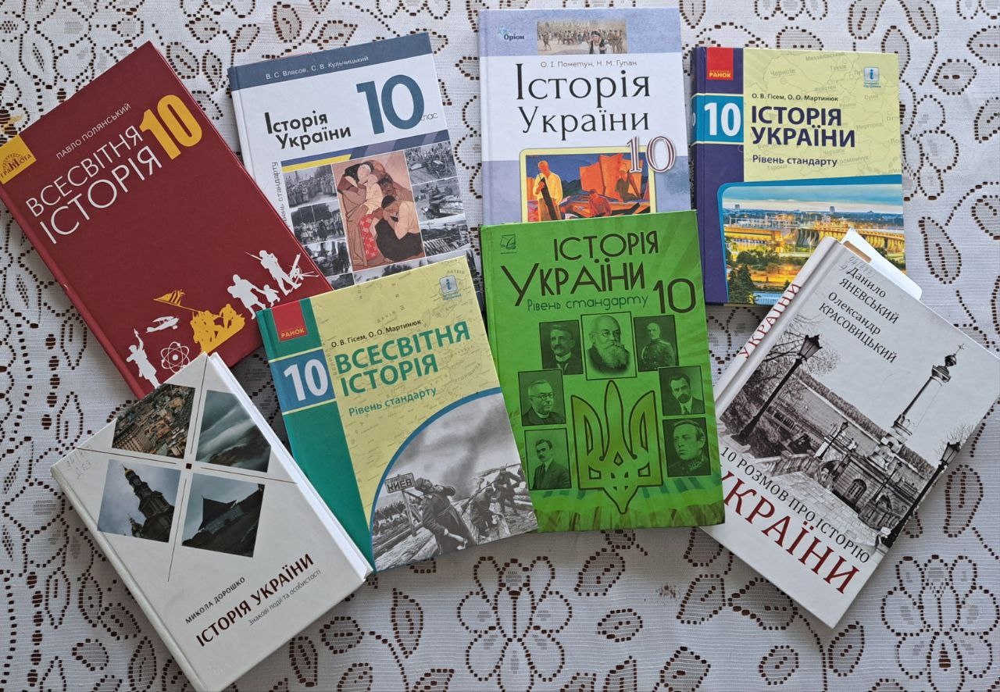 ГРАМОТА
ПАВЛО ПОЛЯНСЬКИЙ
ВСЕСВІТНЯ
ІСТОРІЯ
10
В. С. Власов, С. В. Кульчицький
Історія
України
10
клас
рівень стандарту
Оріон
О. І. Пометун, Н. М. Гупан
Історія
України
10
РАНОК
О. В. Гісем, О. О. Мартинюк
10
ІСТОРІЯ
УКРАЇНИ
Рівень стандарту
МИКОЛА ДОРОШКО
ІСТОРІЯ УКРАЇНИ
Знакові події та особистості
РАНОК
О. В. Гісем, О. О. Мартинюк
10
ВСЕСВІТНЯ
ІСТОРІЯ
Рівень стандарту
КИЕВ
ІСТОРІЯ
УКРАЇНИ
Рівень стандарту
10
УКРАЇНИ
Данило
ЯНЕВСЬКИЙ
Олександр
КРАСОВИЦЬКИЙ
10 РОЗМОВ ПРО ІСТОРІЮ
УКРАЇНИ